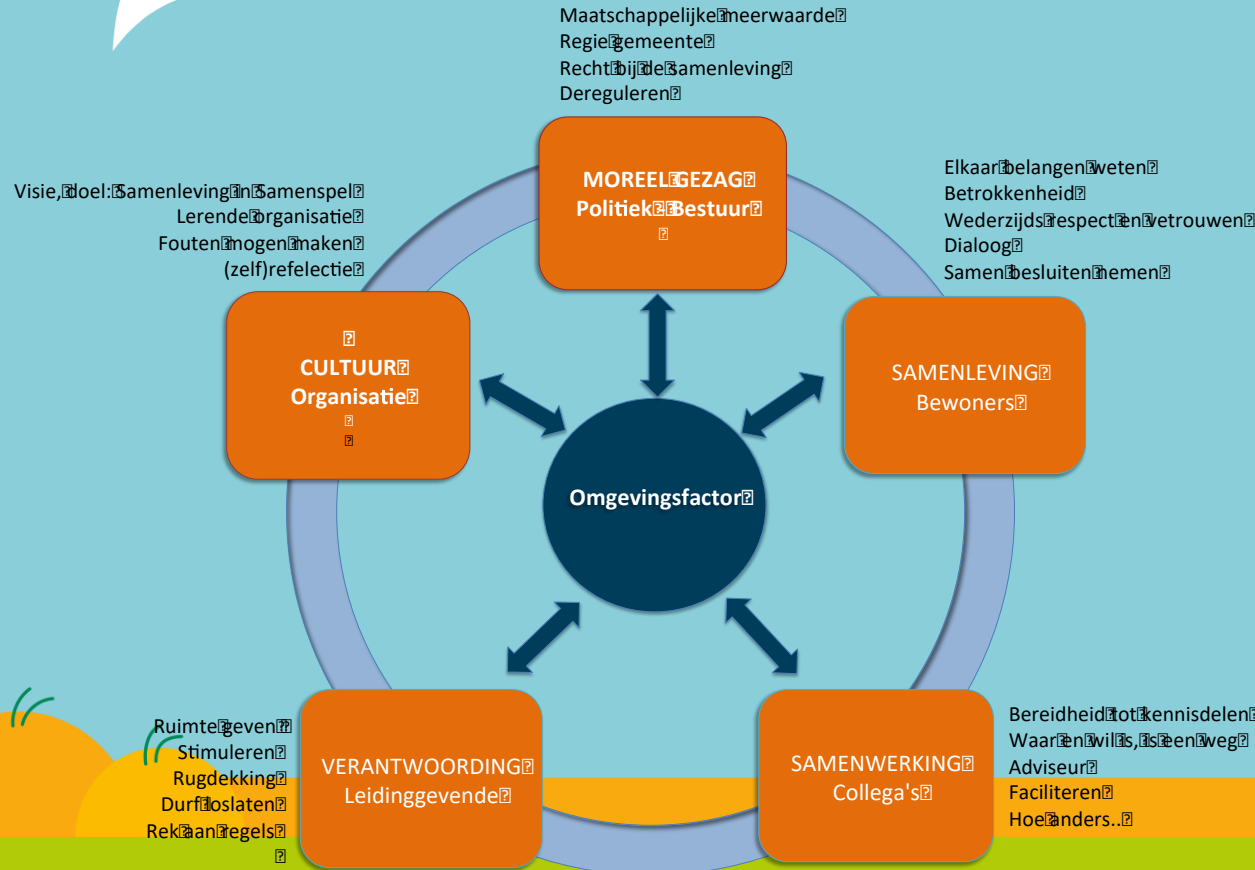 Maatschappelijke meerwaarde
Regie gemeente
Recht bij de samenleving
Dereguleren
MOREEL GEZAG
Politiek - Bestuur
Elkaar belangen weten
Betrokkenheid
Wederzijds respect en vetrouwen
Dialoog
Samen besluiten nemen
SAMENLEVING
Bewoners
Visie, doel: Samenleving in Samenspel
Lerende organisatie
Fouten mogen maken
(zelf)refelectie
CULTUUR
Organisatie
Omgevingsfactor
Ruimte geven
Stimuleren
Rugdekking
Durf loslaten
Rek aan regels
VERANTWOORDING
Leidinggevende
SAMENWERKING
Collega's
Bereidheid tot kennisdelen
Waar en wil is, is een weg
Adviseur
Faciliteren
Hoe anders..